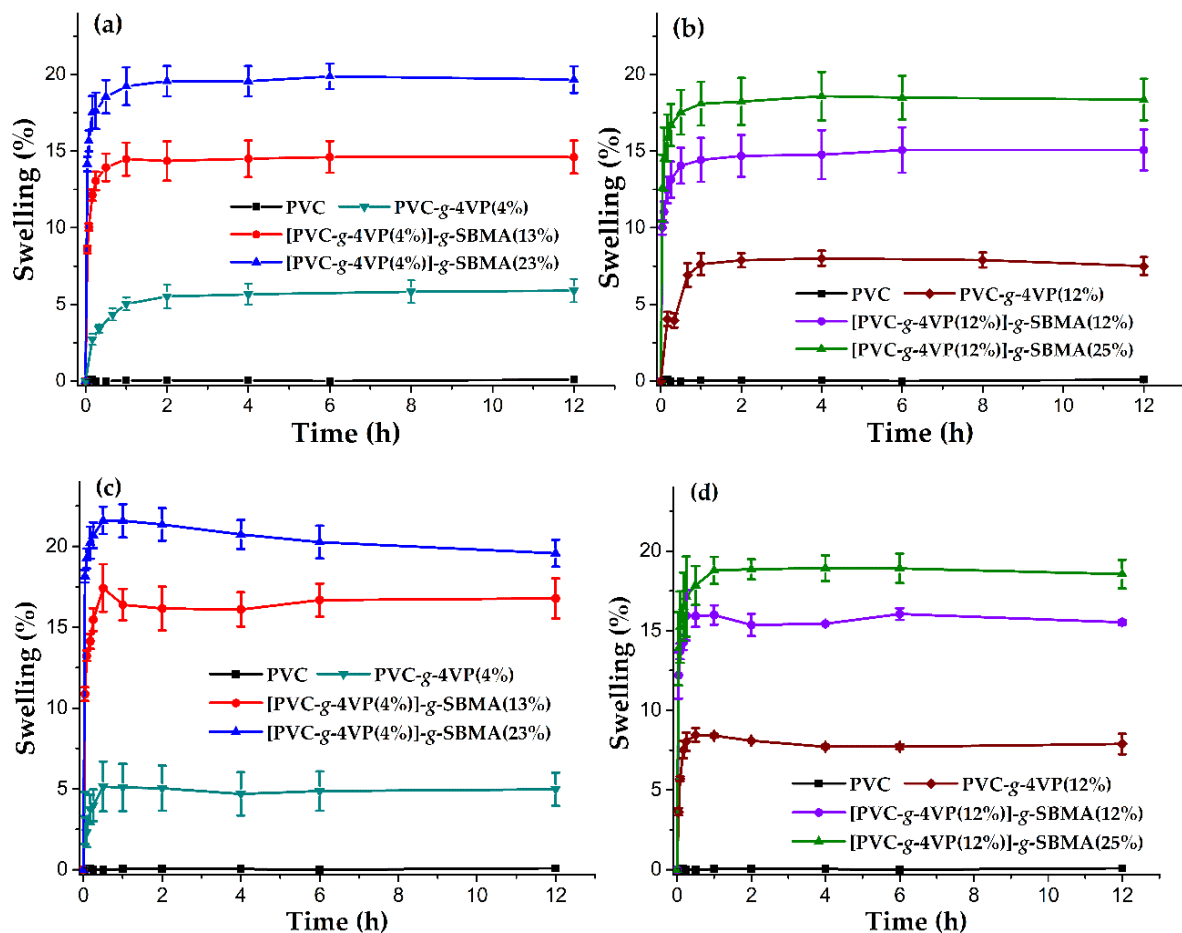 (a)
Swelling (%)
20
15
10
5
0
PVC PVC-g-4VP(4%)
[PVC-g-4VP(4%)]-g-SBMA(13%)
[PVC-g-4VP(4%)]-g-SBMA(23%)
0 2 4 6 8 10 12
Time (h)
(b)
Swelling (%)
20
15
10
5
0
PVC PVC-g-4VP(12%)
[PVC-g-4VP(12%)]-g-SBMA(12%)
[PVC-g-4VP(12%)]-g-SBMA(25%)
0 2 4 6 8 10 12
Time (h)
(c)
Swelling (%)
20
15
10
5
0
PVC PVC-g-4VP(4%)
[PVC-g-4VP(4%)]-g-SBMA(13%)
[PVC-g-4VP(4%)]-g-SBMA(23%)
0 2 4 6 8 10 12
Time (h)
(d)
Swelling (%)
20
15
10
5
0
PVC PVC-g-4VP(12%)
[PVC-g-4VP(12%)]-g-SBMA(12%)
[PVC-g-4VP(12%)]-g-SBMA(25%)
0 2 4 6 8 10 12
Time (h)